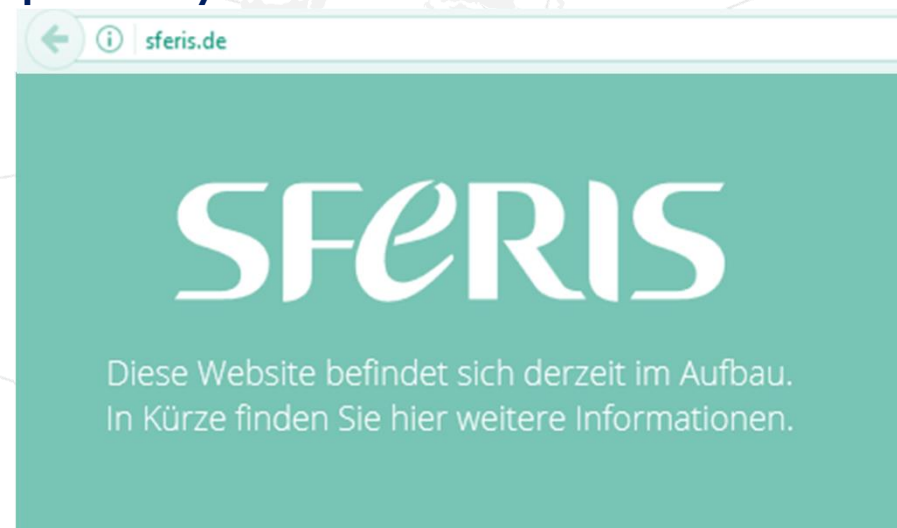 sferis.de
SFeRIS
Diese Website befindet sich derzeit im Aufbau.
In Kürze finden Sie hier weitere Informationen.